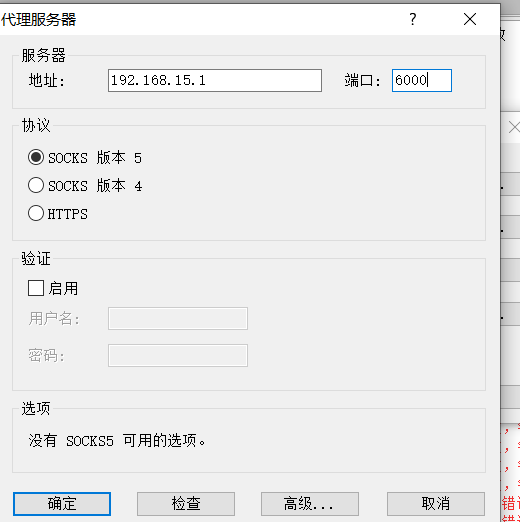 代理服务器
服务器
地址: 192.168.15.1 端口: 6000
协议
SOCKS 版本 5
SOCKS 版本 4
HTTPS
验证
启用
用户名:
密码:
选项
没有 SOCKS5 可用的选项。
确定 检查 高级... 取消